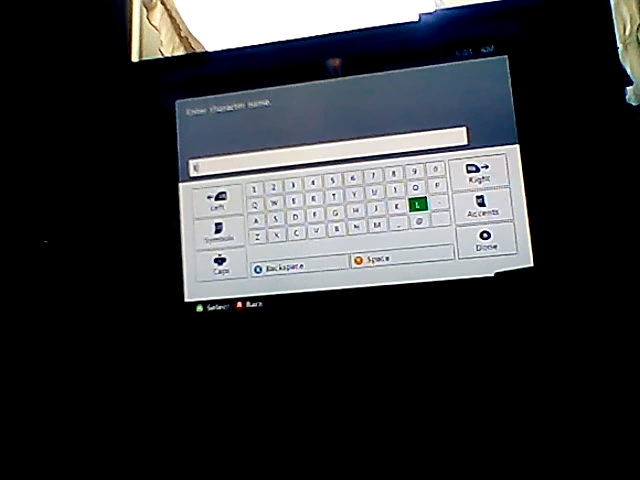 Enter character name.
1 2 3 4 5 6 7 8 9 0
Left Q W E R T Y U I O P Right
Symbols A S D F G H J K L Accents
Z X C V B N M _ @
Caps Backspace Space Done
Select Back